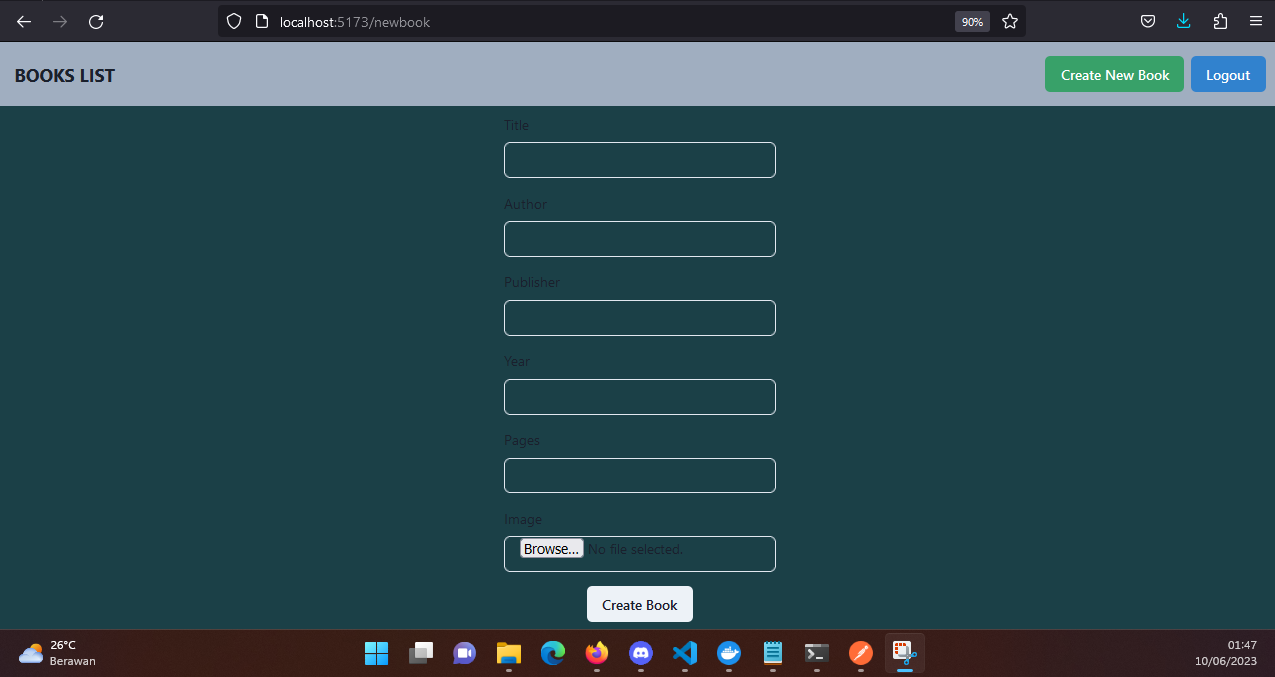 localhost:5173/newbook
90%
BOOKS LIST
Create New Book
Logout
Title
Author
Publisher
Year
Pages
Image
Browse... No file selected.
Create Book
26°C
Berawan
01:47
10/06/2023